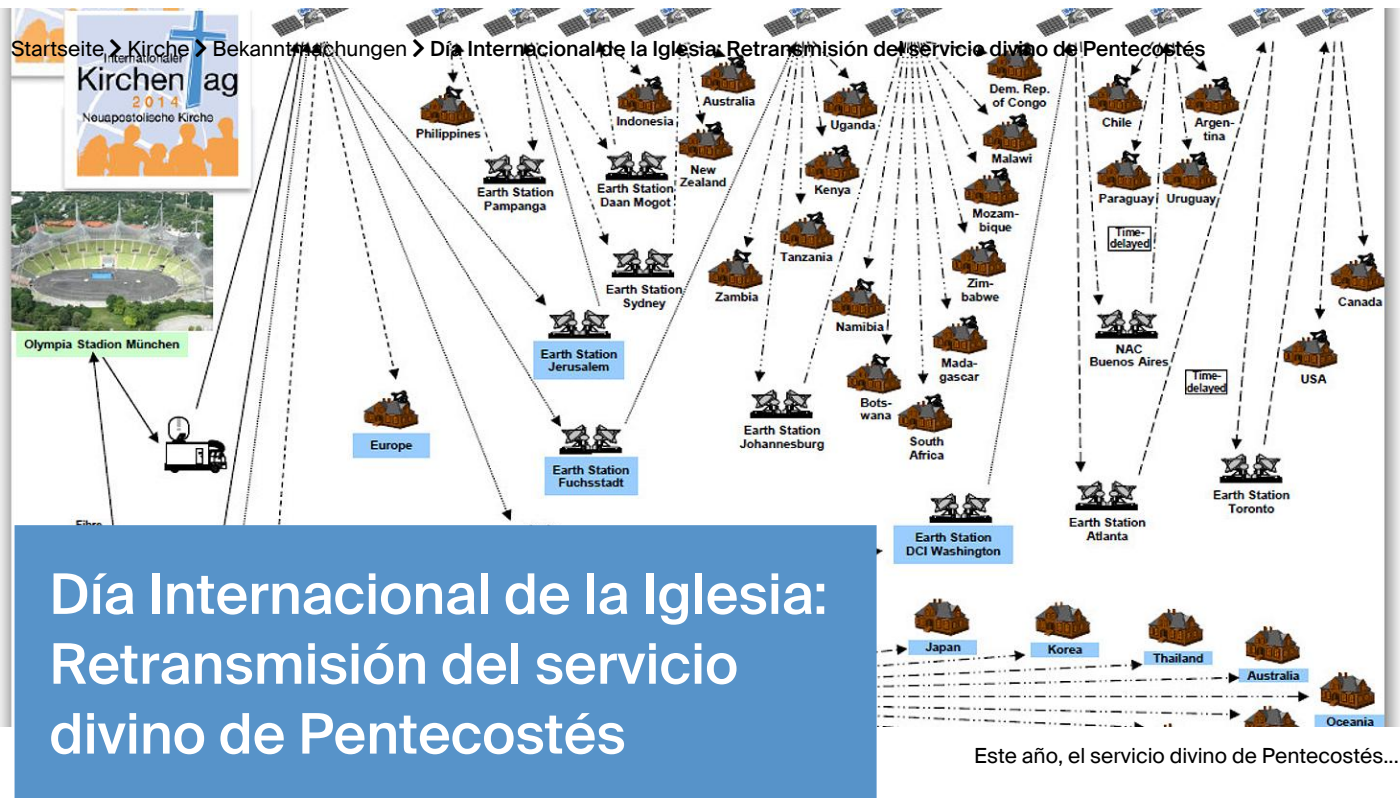 Startseite > Kirche > Bekanntmachungen > Día Internacional de la Iglesia: Retransmisión del servicio divino de Pentecostés
Internationaler
Kirchen ag
2014
Neuapostolische Kirche
Olympia Stadion München
Philippines
Earth Station
Pampanga
Indonesia
Earth Station
Daan Mogot
Australia
New
Zealand
Earth Station
Sydney
Earth Station
Jerusalem
Europe
Earth Station
Fuchsstadt
Uganda
Kenya
Tanzania
Zambia
Earth Station
Johannesburg
Dem. Rep.
of Congo
Malawi
Mozam-
bique
Zim-
babwe
Namibia
Mada-
gascar
Bots-
wana
South
Africa
Earth Station
DCI Washington
Chile
Argen-
tina
Paraguay
Uruguay
Time-
delayed
NAC
Buenos Aires
Time-
delayed
Earth Station
Atlanta
Earth Station
Toronto
Canada
USA
Fibre
Japan
Korea
Thailand
Australia
Oceania
Día Internacional de la Iglesia:
Retransmisión del servicio
divino de Pentecostés
Este año, el servicio divino de Pentecostés...